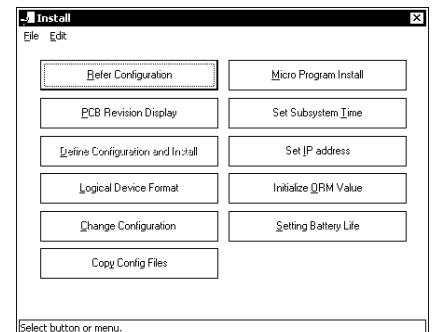 Install
File Edit
Refer Configuration
Micro Program Install
PCB Revision Display
Set Subsystem Time
Define Configuration and Install
Set IP address
Logical Device Format
Initialize ORM Value
Change Configuration
Setting Battery Life
Copy Config Files
Select button or menu.